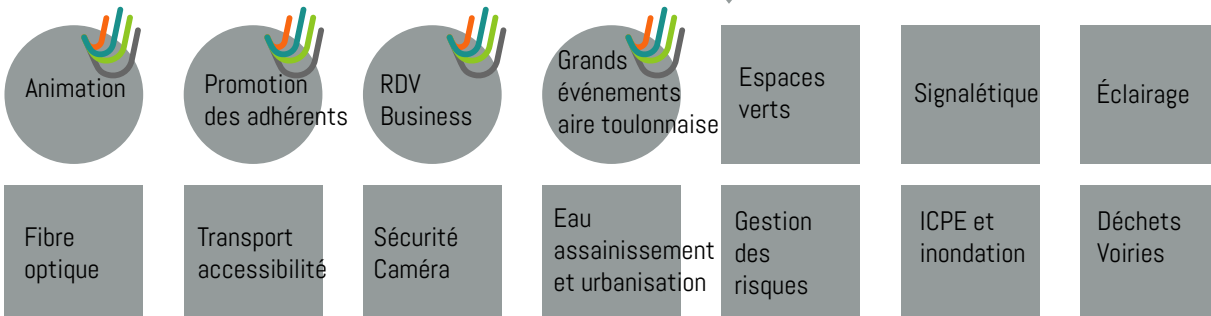 Animation
Promotion
des adhérents
RDV
Business
Grands
événements
aire toulonnaise
Espaces
verts
Signalétique
Éclairage
Fibre
optique
Transport
accessibilité
Sécurité
Caméra
Eau
assainissement
et urbanisation
Gestion
des
risques
ICPE et
inondation
Déchets
Voiries